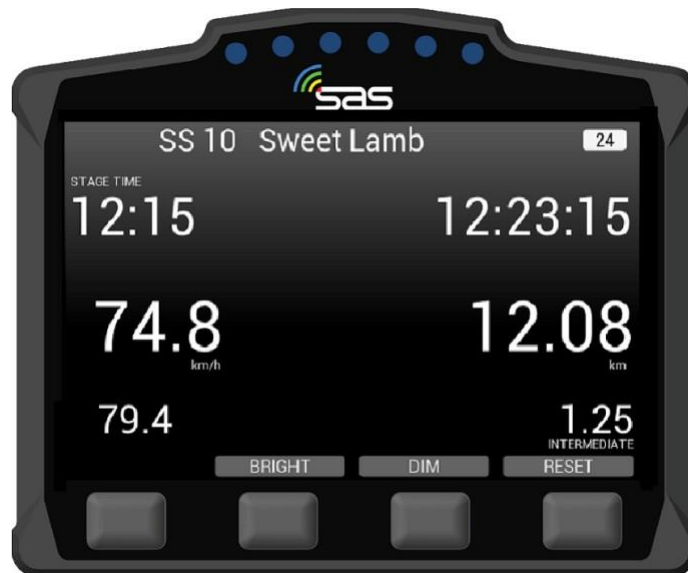 sas
SS 10 Sweet Lamb 24
STAGE TIME
12:15 12:23:15
74.8 12.08
km/h km
79.4 1.25
INTERMEDIATE
BRIGHT DIM RESET